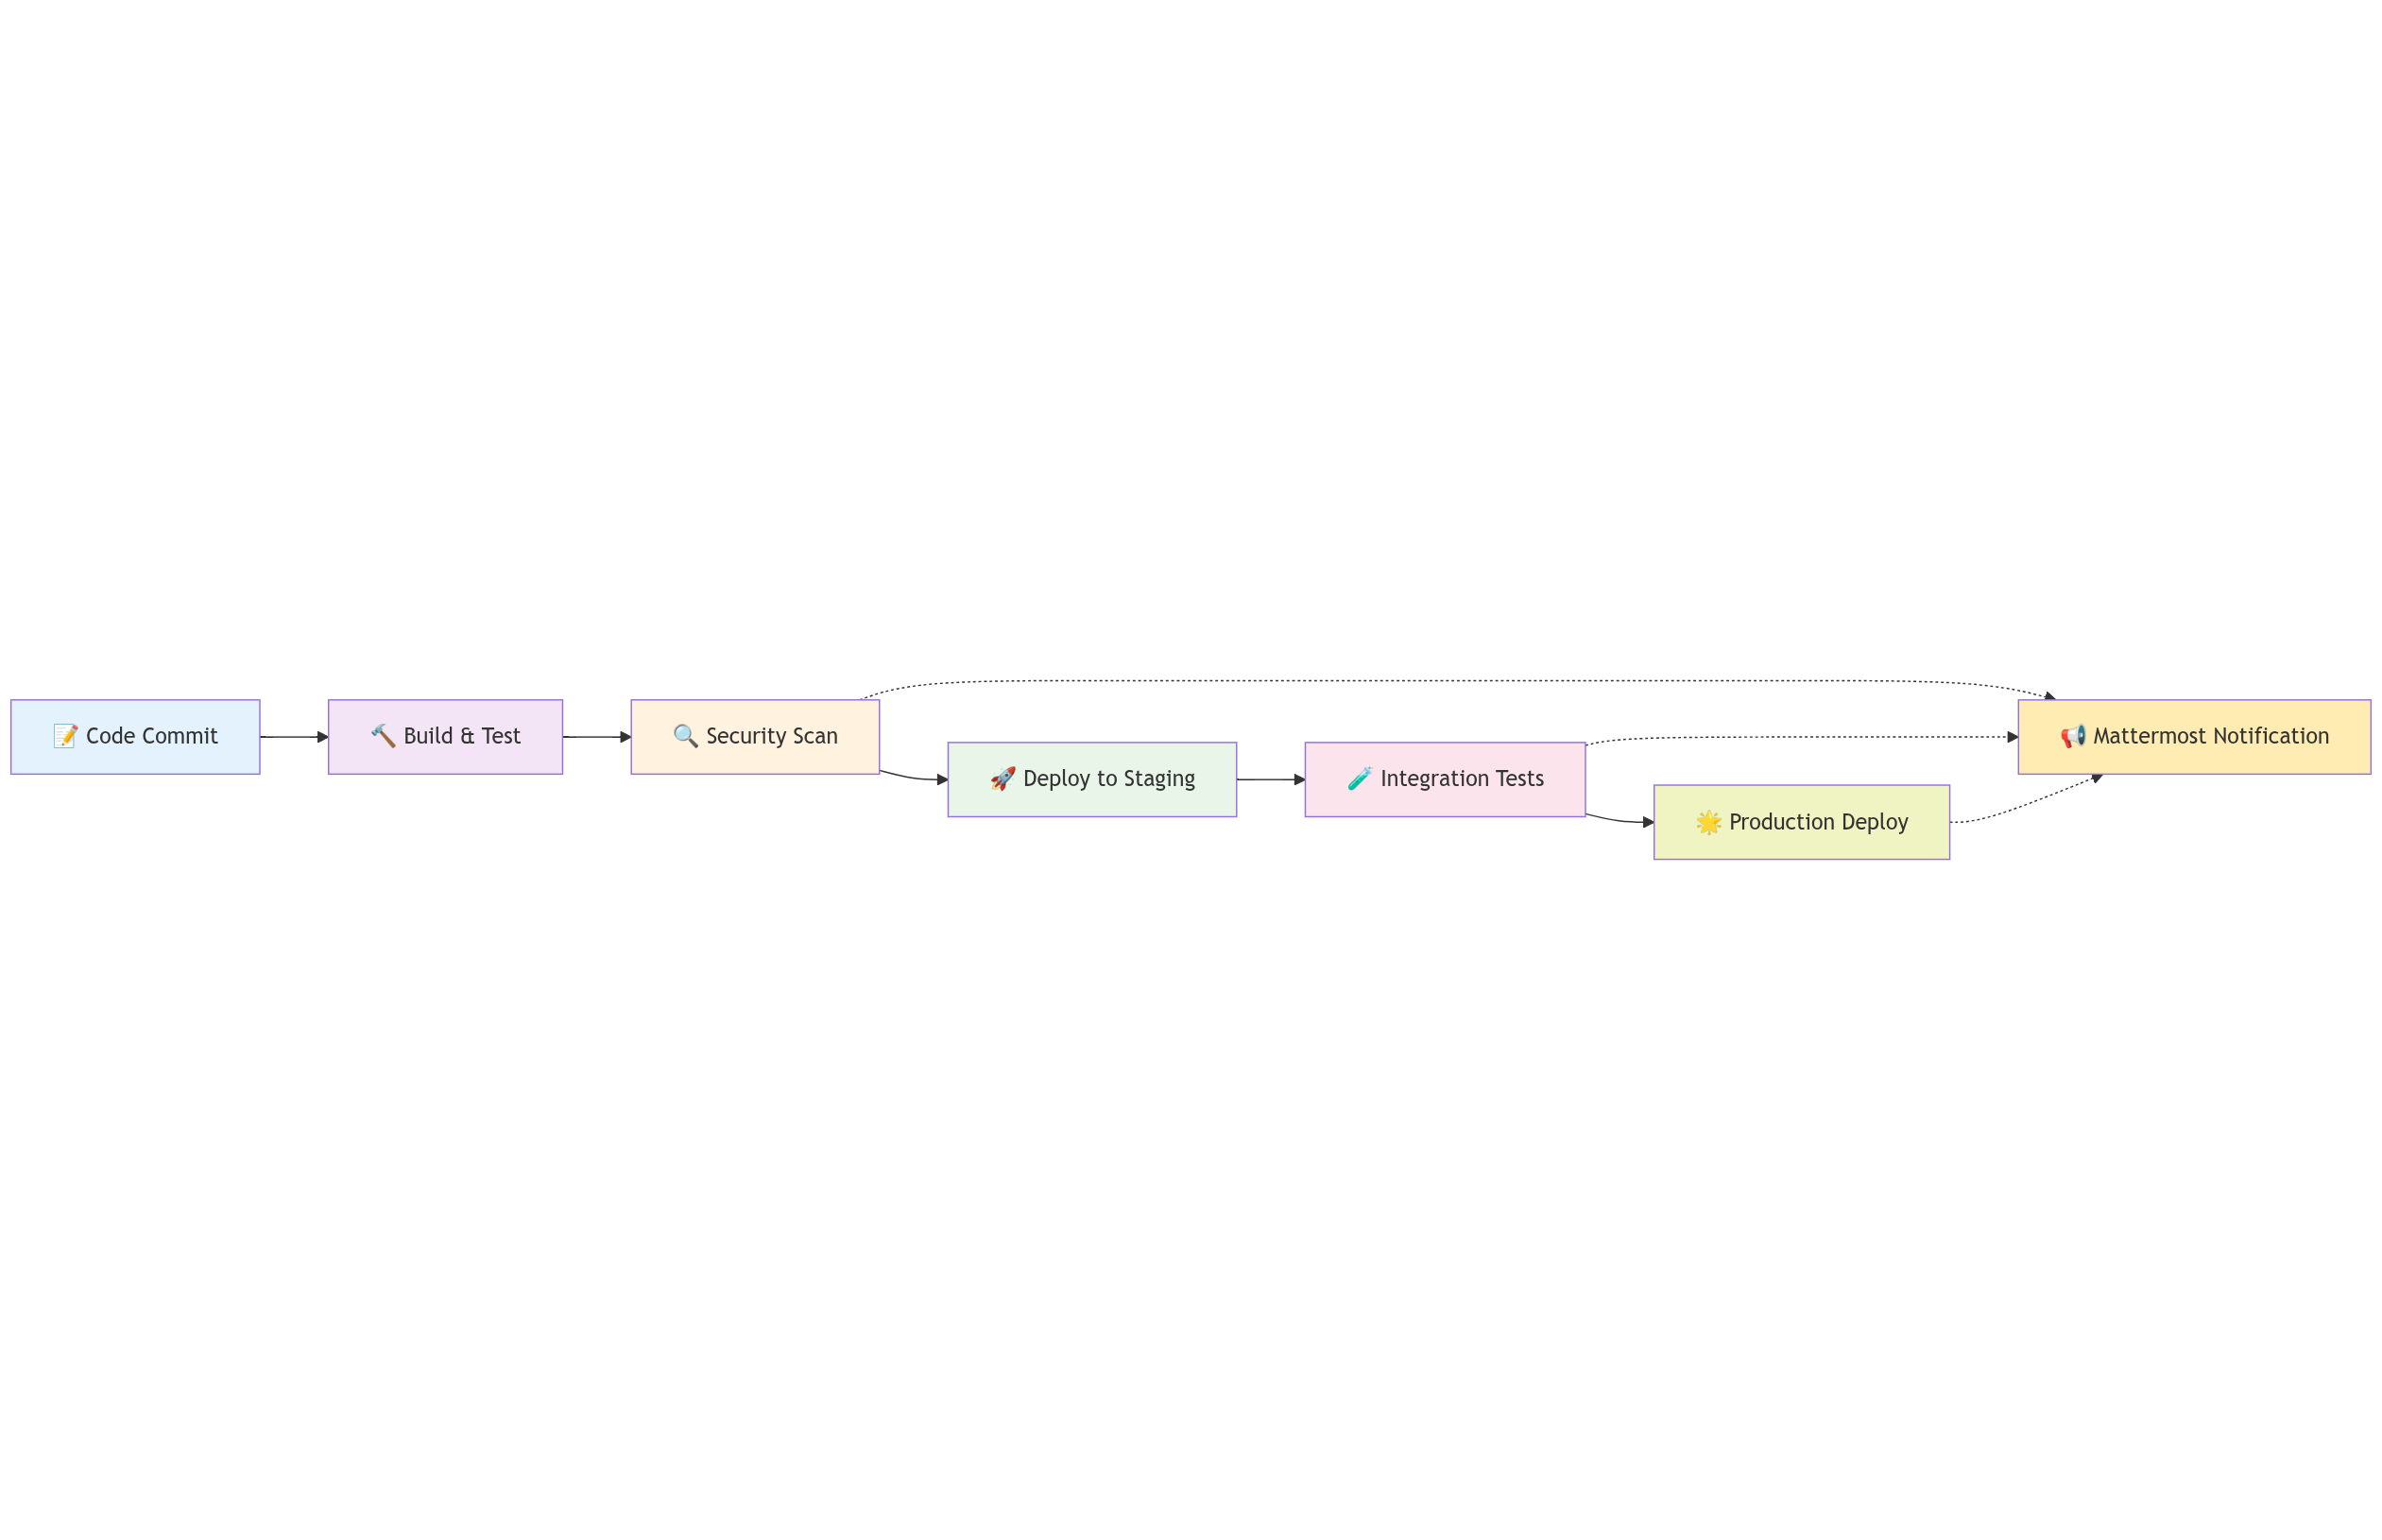 📝 Code Commit
🔨 Build & Test
🔍 Security Scan
🚀 Deploy to Staging
🧪 Integration Tests
🌟 Production Deploy
📢 Mattermost Notification